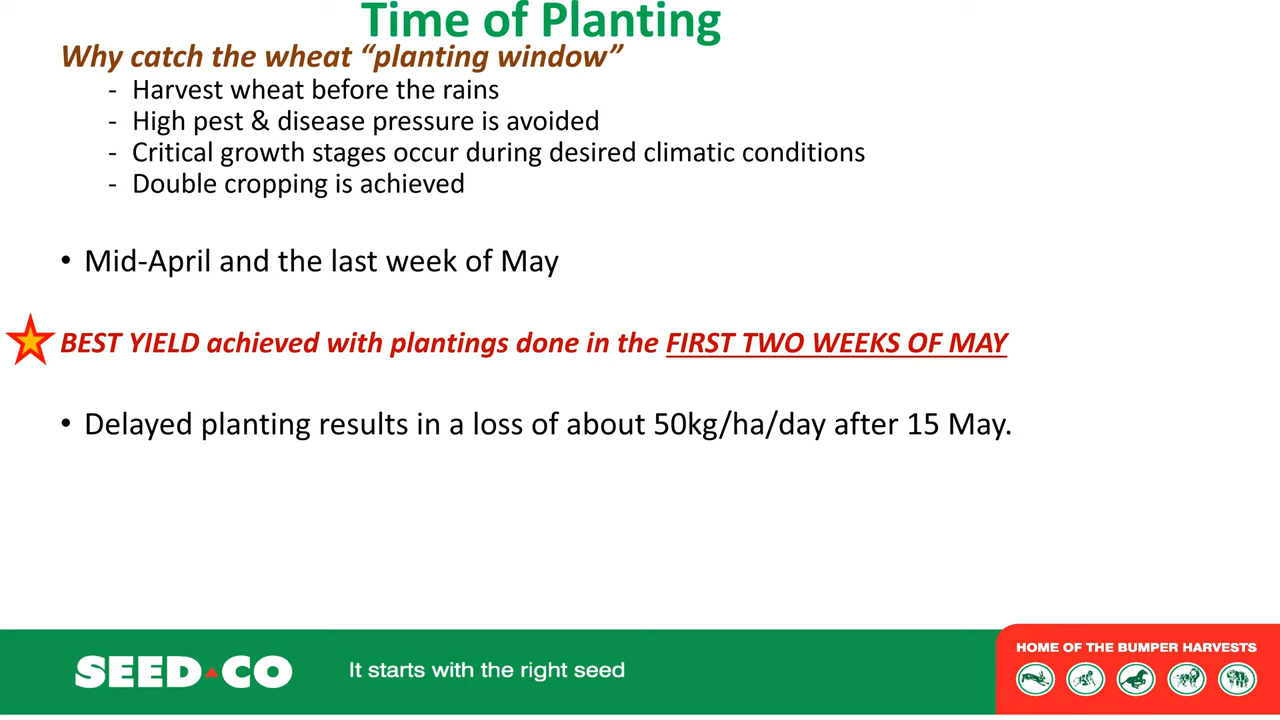 Time of Planting
Why catch the wheat “planting window”
- Harvest wheat before the rains
- High pest & disease pressure is avoided
- Critical growth stages occur during desired climatic conditions
- Double cropping is achieved
• Mid-April and the last week of May
BEST YIELD achieved with plantings done in the FIRST TWO WEEKS OF MAY
• Delayed planting results in a loss of about 50kg/ha/day after 15 May.
SEED CO
It starts with the right seed
HOME OF THE BUMPER HARVESTS